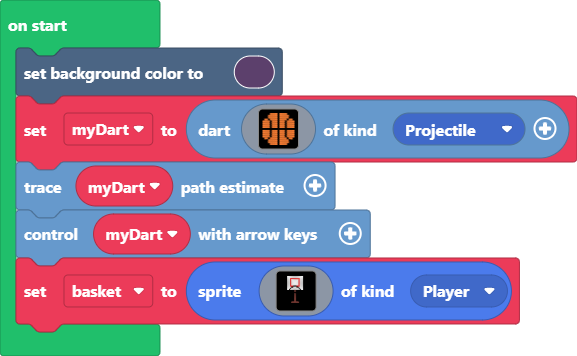 on start
set background color to
set myDart to dart of kind Projectile
trace myDart path estimate
control myDart with arrow keys
set basket to sprite of kind Player